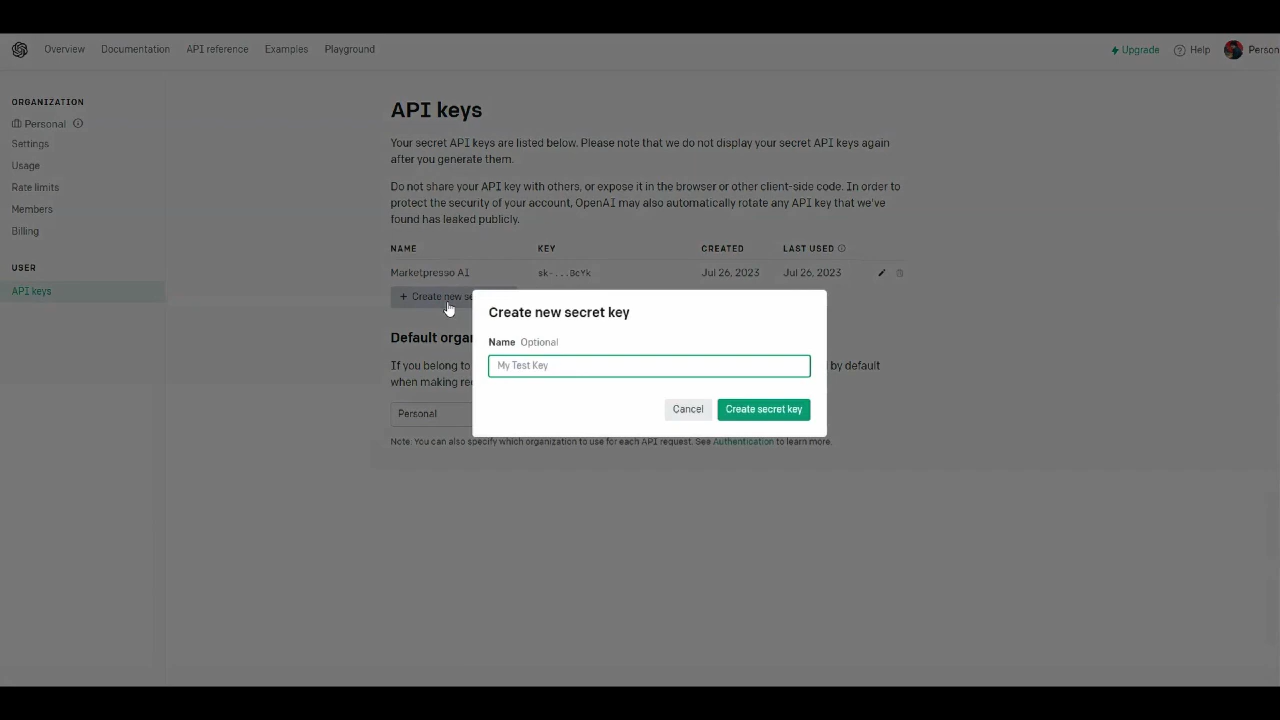 Overview Documentation API reference Examples Playground Upgrade Help Person
ORGANIZATION
Personal
Settings
Usage
Rate limits
Members
Billing
USER
API keys
API keys
Your secret API keys are listed below. Please note that we do not display your secret API keys again
after you generate them.
Do not share your API key with others, or expose it in the browser or other client-side code. In order to
protect the security of your account, OpenAI may also automatically rotate any API key that we've
found has leaked publicly.
NAME KEY CREATED LAST USED
Marketpresso AI sk-...BcYk Jul 26, 2023 Jul 26, 2023
+ Create new se
Create new secret key
Name Optional
My Test Key
Cancel Create secret key
Default orga
If you belong to by default
when making rec
Personal
Note: You can also specify which organization to use for each API request. See Authentication to learn more.